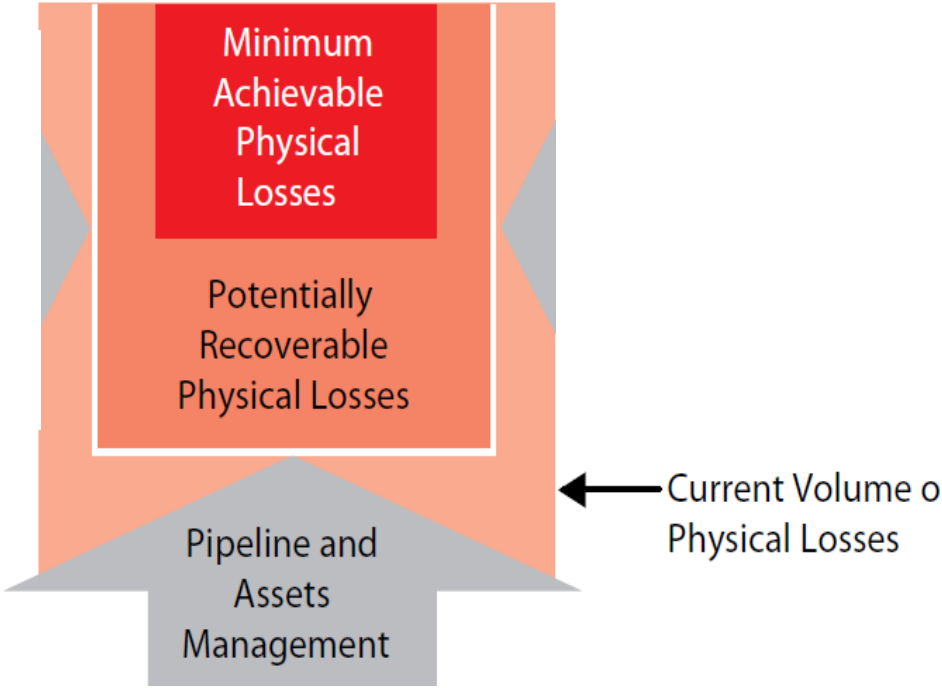 Minimum
Achievable
Physical
Losses
Potentially
Recoverable
Physical Losses
Current Volume o
Physical Losses
Pipeline and
Assets
Management